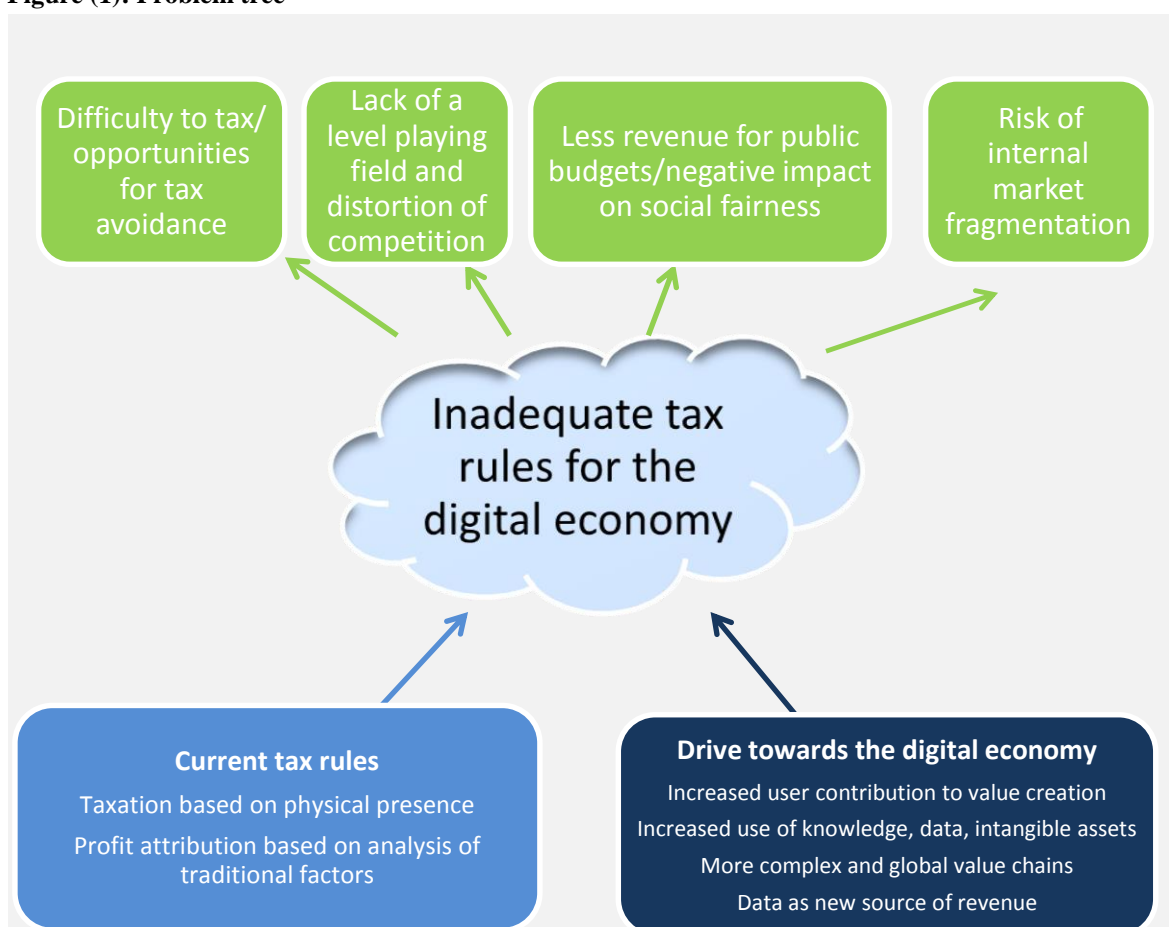 Figure (1): Problem tree
Difficulty to tax/
opportunities
for tax
avoidance
Lack of a
level playing
field and
distortion of
competition
Less revenue for public
budgets/negative impact
on social fairness
Risk of
internal
market
fragmentation
Inadequate tax
rules for the
digital economy
Current tax rules
Taxation based on physical presence
Profit attribution based on analysis of
traditional factors
Drive towards the digital economy
Increased user contribution to value creation
Increased use of knowledge, data, intangible assets
More complex and global value chains
Data as new source of revenue